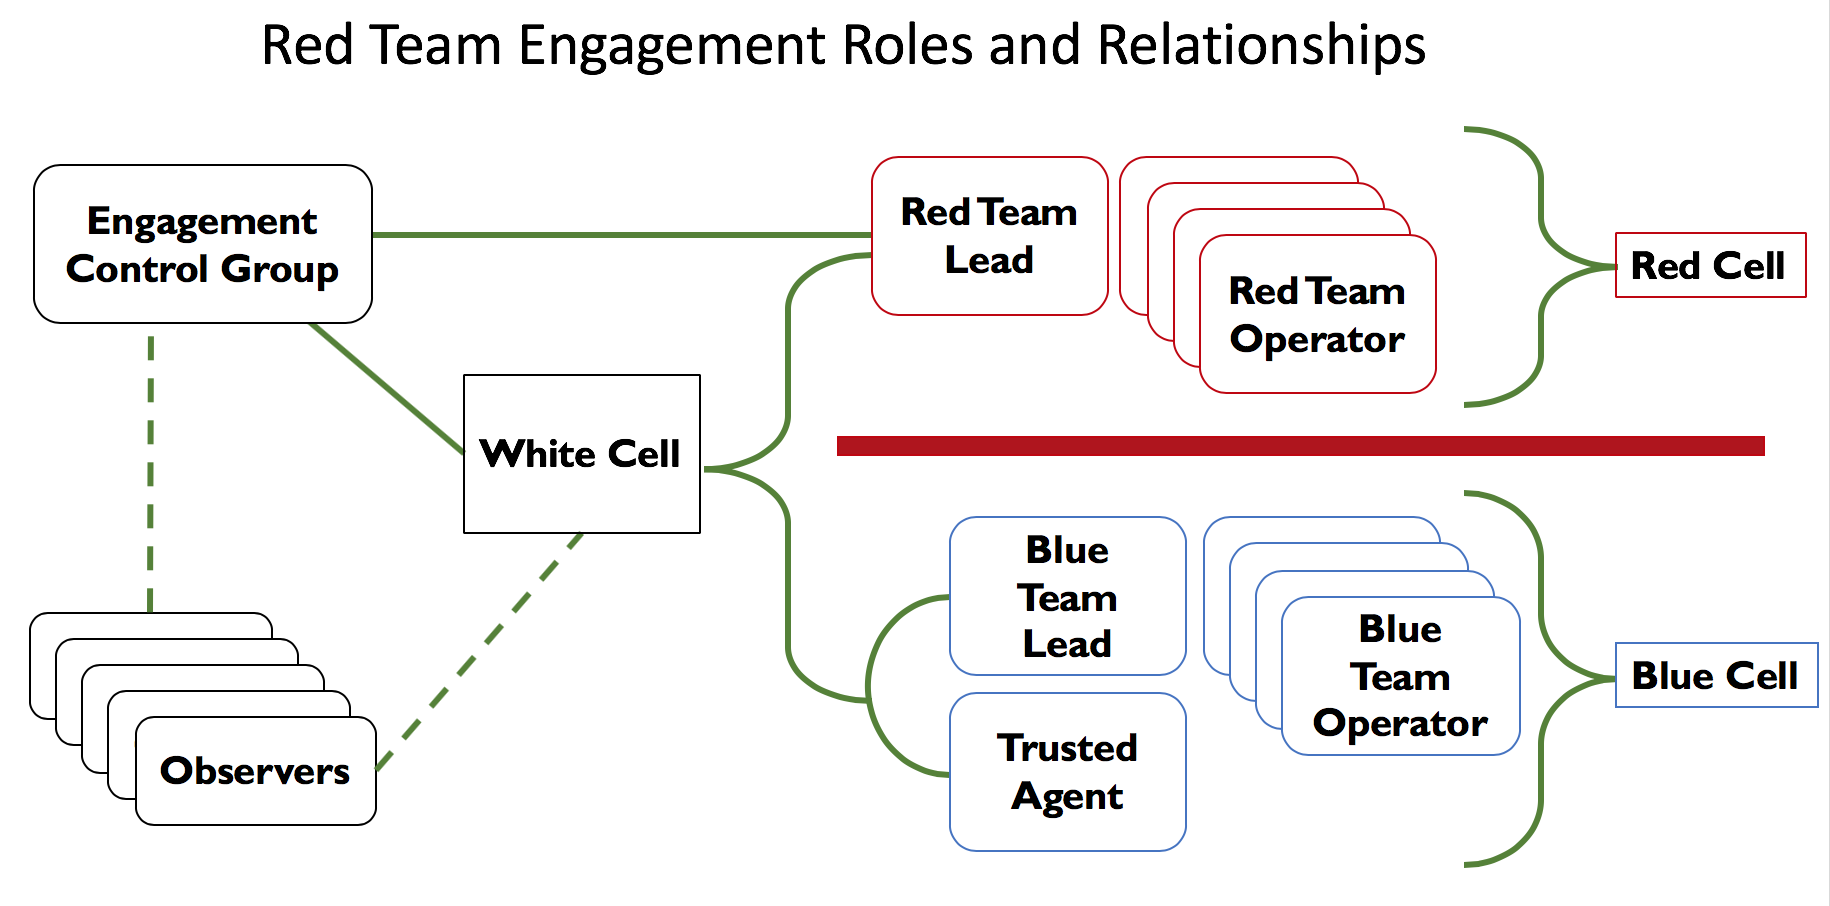 Red Team Engagement Roles and Relationships
Engagement
Control Group
Red Team
Lead
Red Team
Operator
Red Cell
White Cell
Blue
Team
Lead
Blue
Team
Operator
Blue Cell
Trusted
Agent
Observers